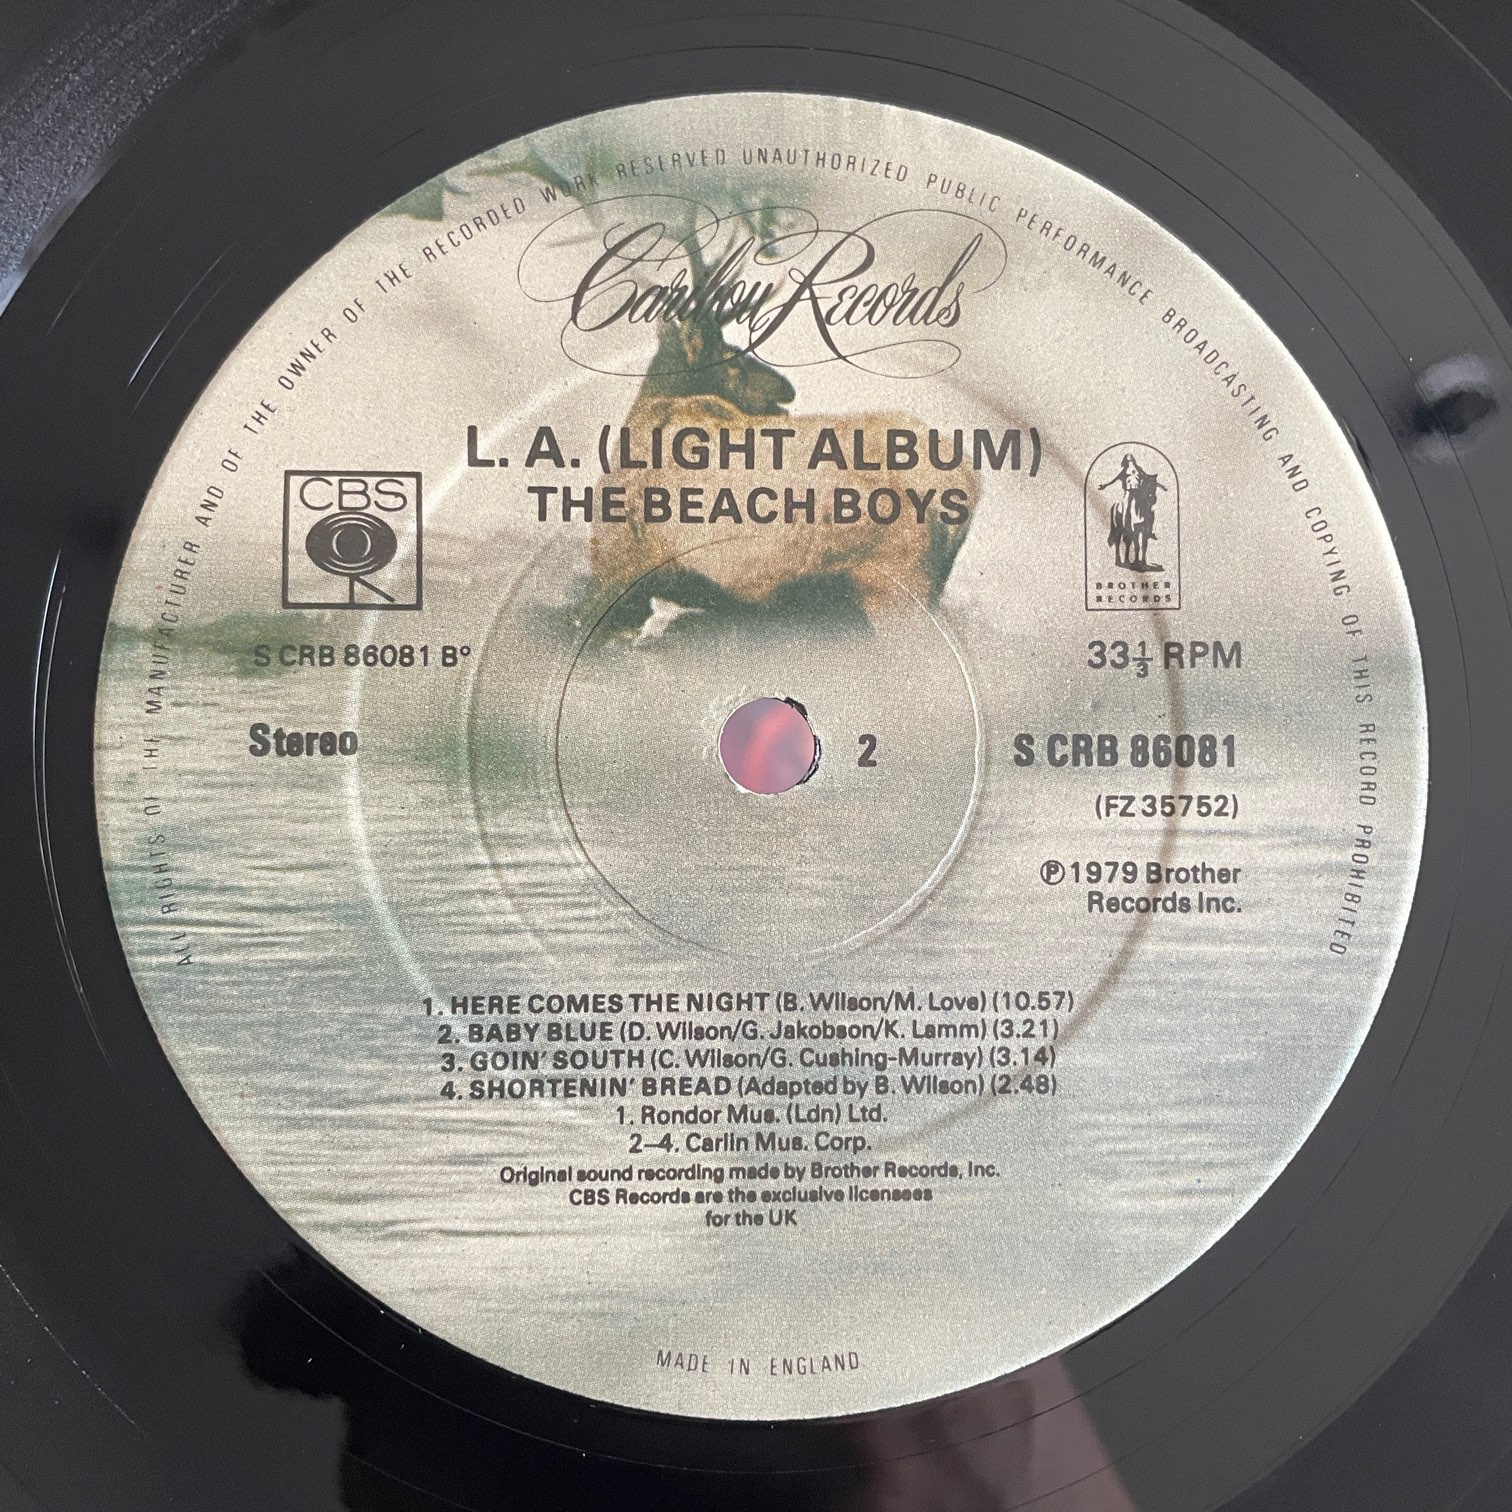 ALL RIGHTS OF THE MANUFACTURER AND OF THE OWNER OF THE RECORDED WORK RESERVED UNAUTHORIZED PUBLIC PERFORMANCE BROADCASTING AND COPYING OF THIS RECORD PROHIBITED
Caribou Records
L. A. (LIGHT ALBUM)
THE BEACH BOYS
CBS
BROTHER
RECORDS
S CRB 86081 B°
33⅓ RPM
Stereo
2
S CRB 86081
(FZ 35752)
℗ 1979 Brother
Records Inc.
1. HERE COMES THE NIGHT (B. Wilson/M. Love) (10.57)
2. BABY BLUE (D. Wilson/G. Jakobson/K. Lamm) (3.21)
3. GOIN' SOUTH (C. Wilson/G. Cushing-Murray) (3.14)
4. SHORTENIN' BREAD (Adapted by B. Wilson) (2.48)
1. Rondor Mus. (Ldn) Ltd.
2–4. Carlin Mus. Corp.
Original sound recording made by Brother Records, Inc.
CBS Records are the exclusive licensees
for the UK
MADE IN ENGLAND